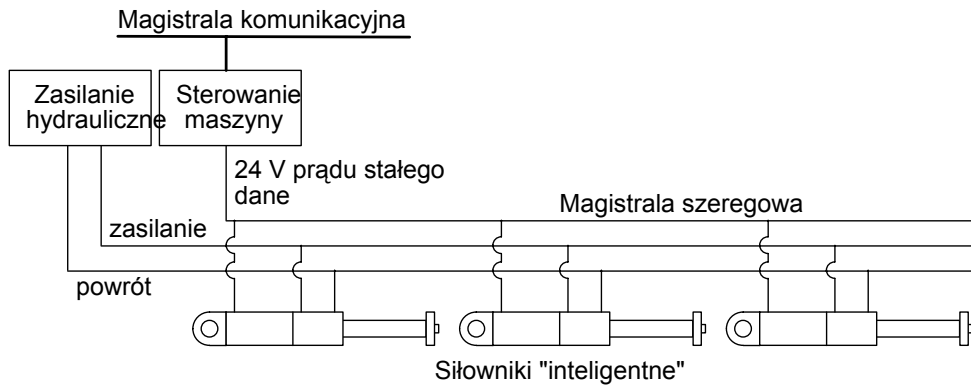 Magistrala komunikacyjna
Zasilanie
hydrauliczne
Sterowanie
maszyny
24 V prądu stałego
dane
Magistrala szeregowa
zasilanie
powrót
Siłowniki "inteligentne"